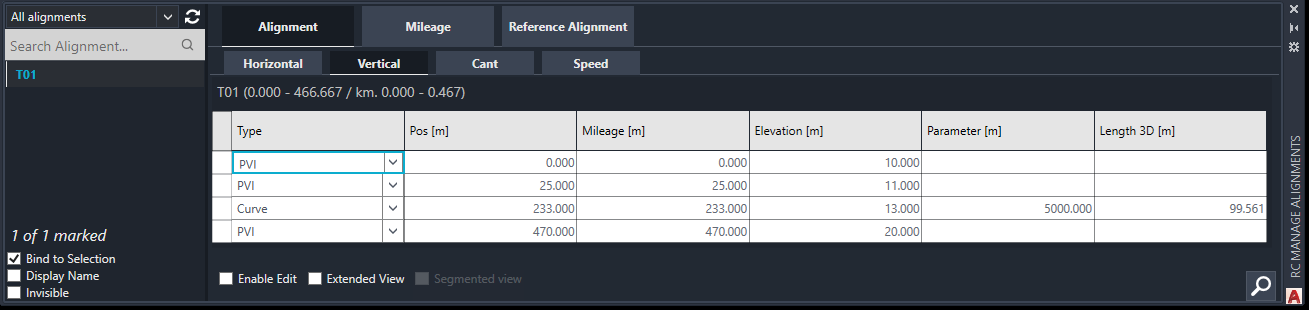 All alignments
Search Alignment...
T01
1 of 1 marked
Bind to Selection
Display Name
Invisible
Alignment Mileage Reference Alignment
Horizontal Vertical Cant Speed
T01 (0.000 - 466.667 / km. 0.000 - 0.467)
Type Pos [m] Mileage [m] Elevation [m] Parameter [m] Length 3D [m]
PVI 0.000 0.000 10.000
PVI 25.000 25.000 11.000
Curve 233.000 233.000 13.000 5000.000 99.561
PVI 470.000 470.000 20.000
Enable Edit Extended View Segmented view
RC MANAGE ALIGNMENTS
A